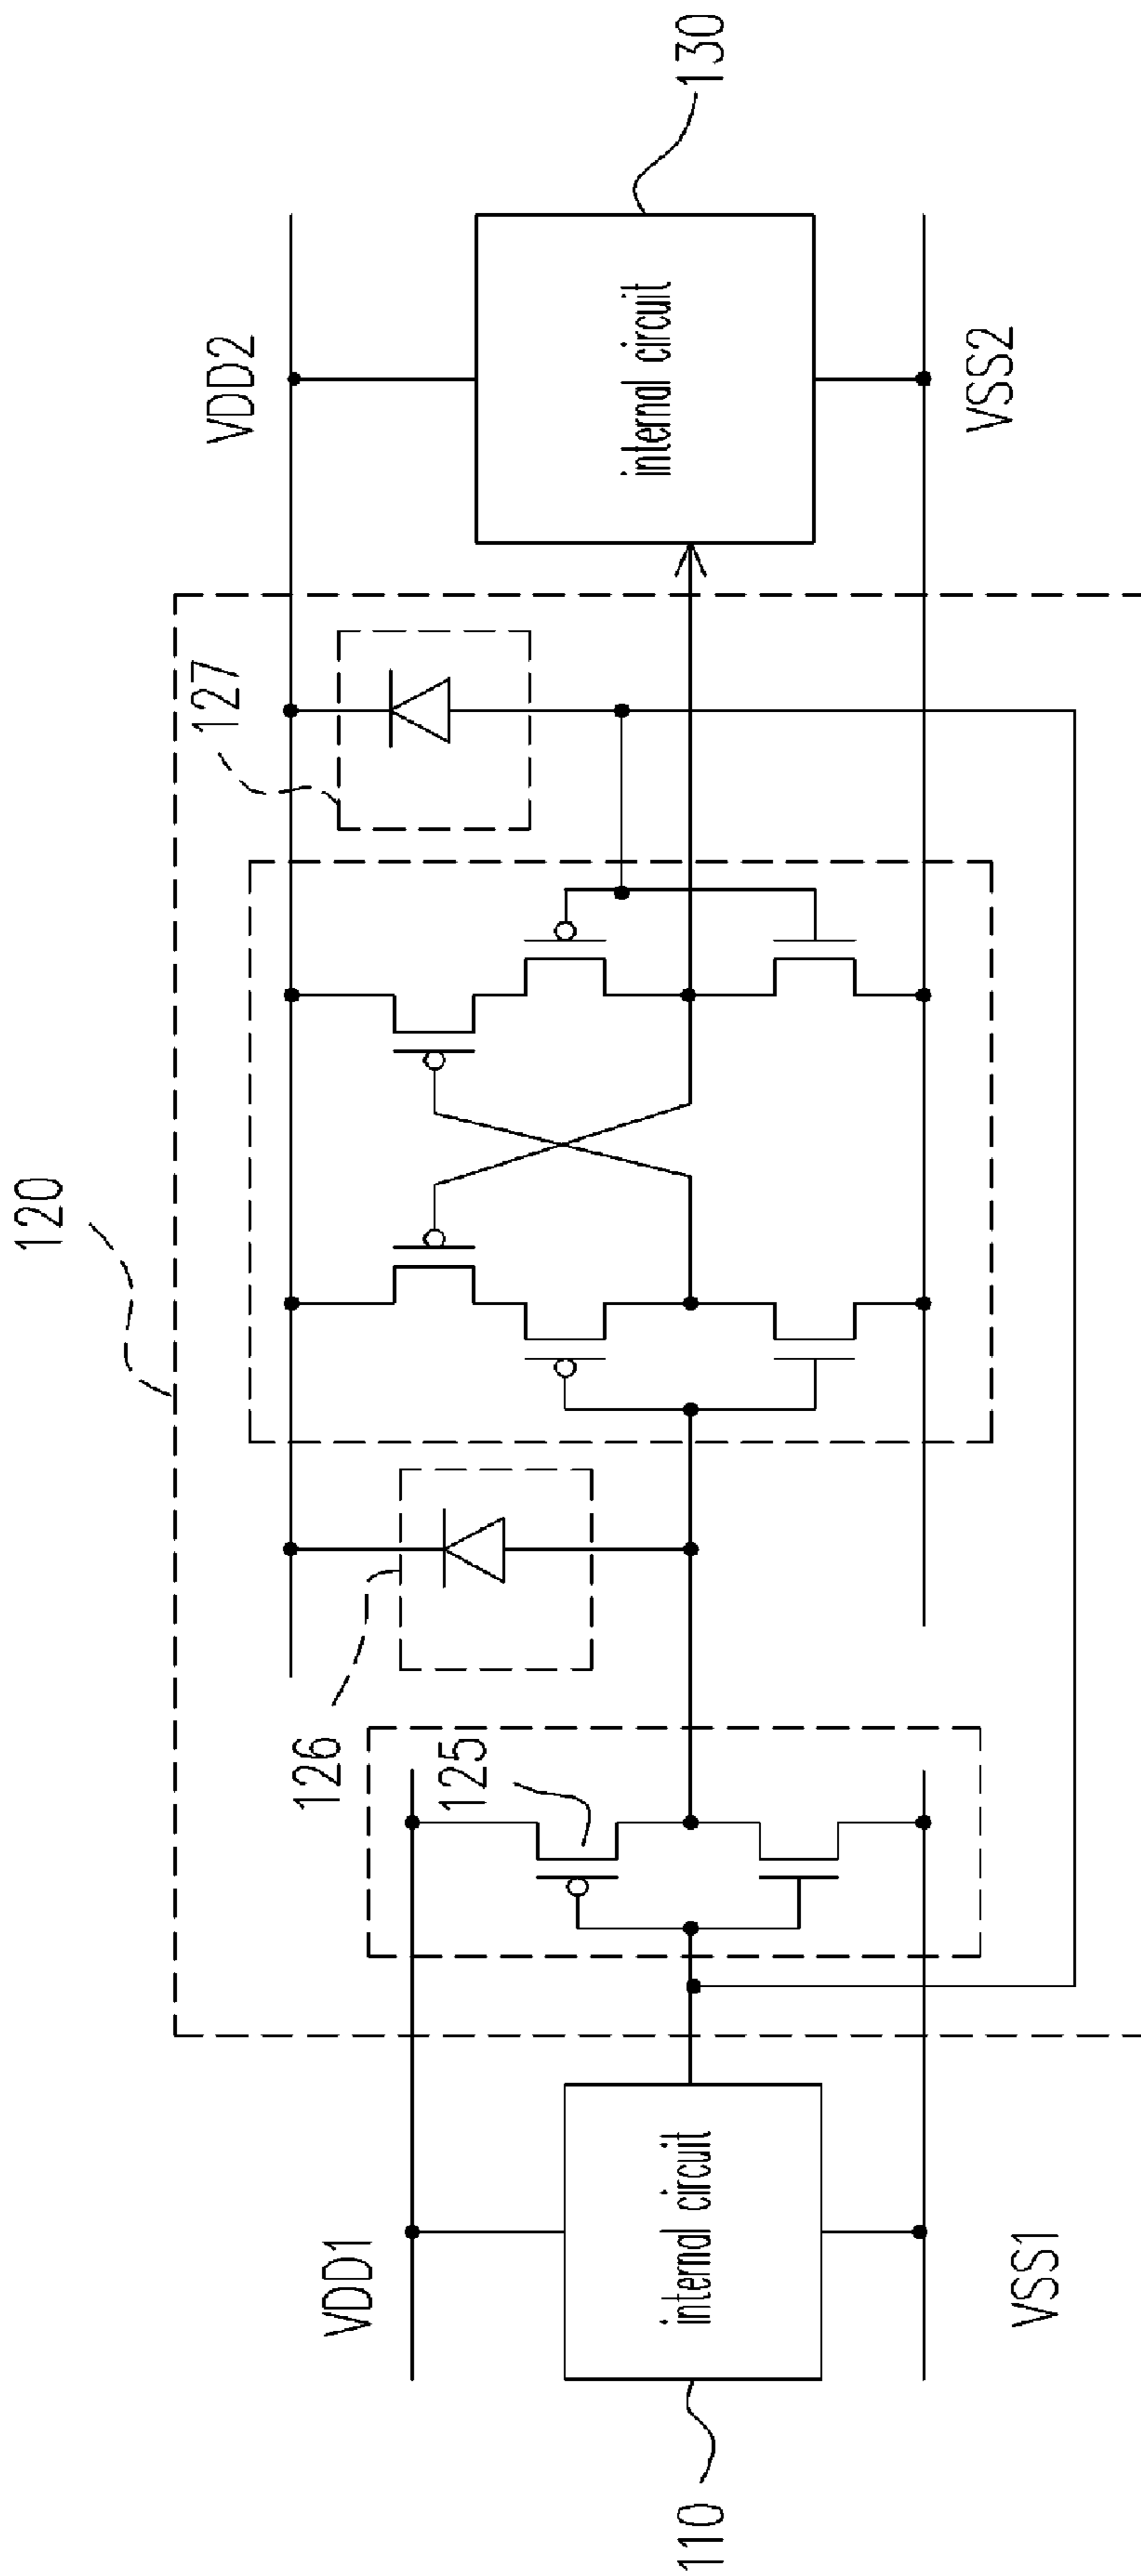 120
VDD2
127
126
VDD1
125
internal circuit
internal circuit
110
130
VSS1
VSS2